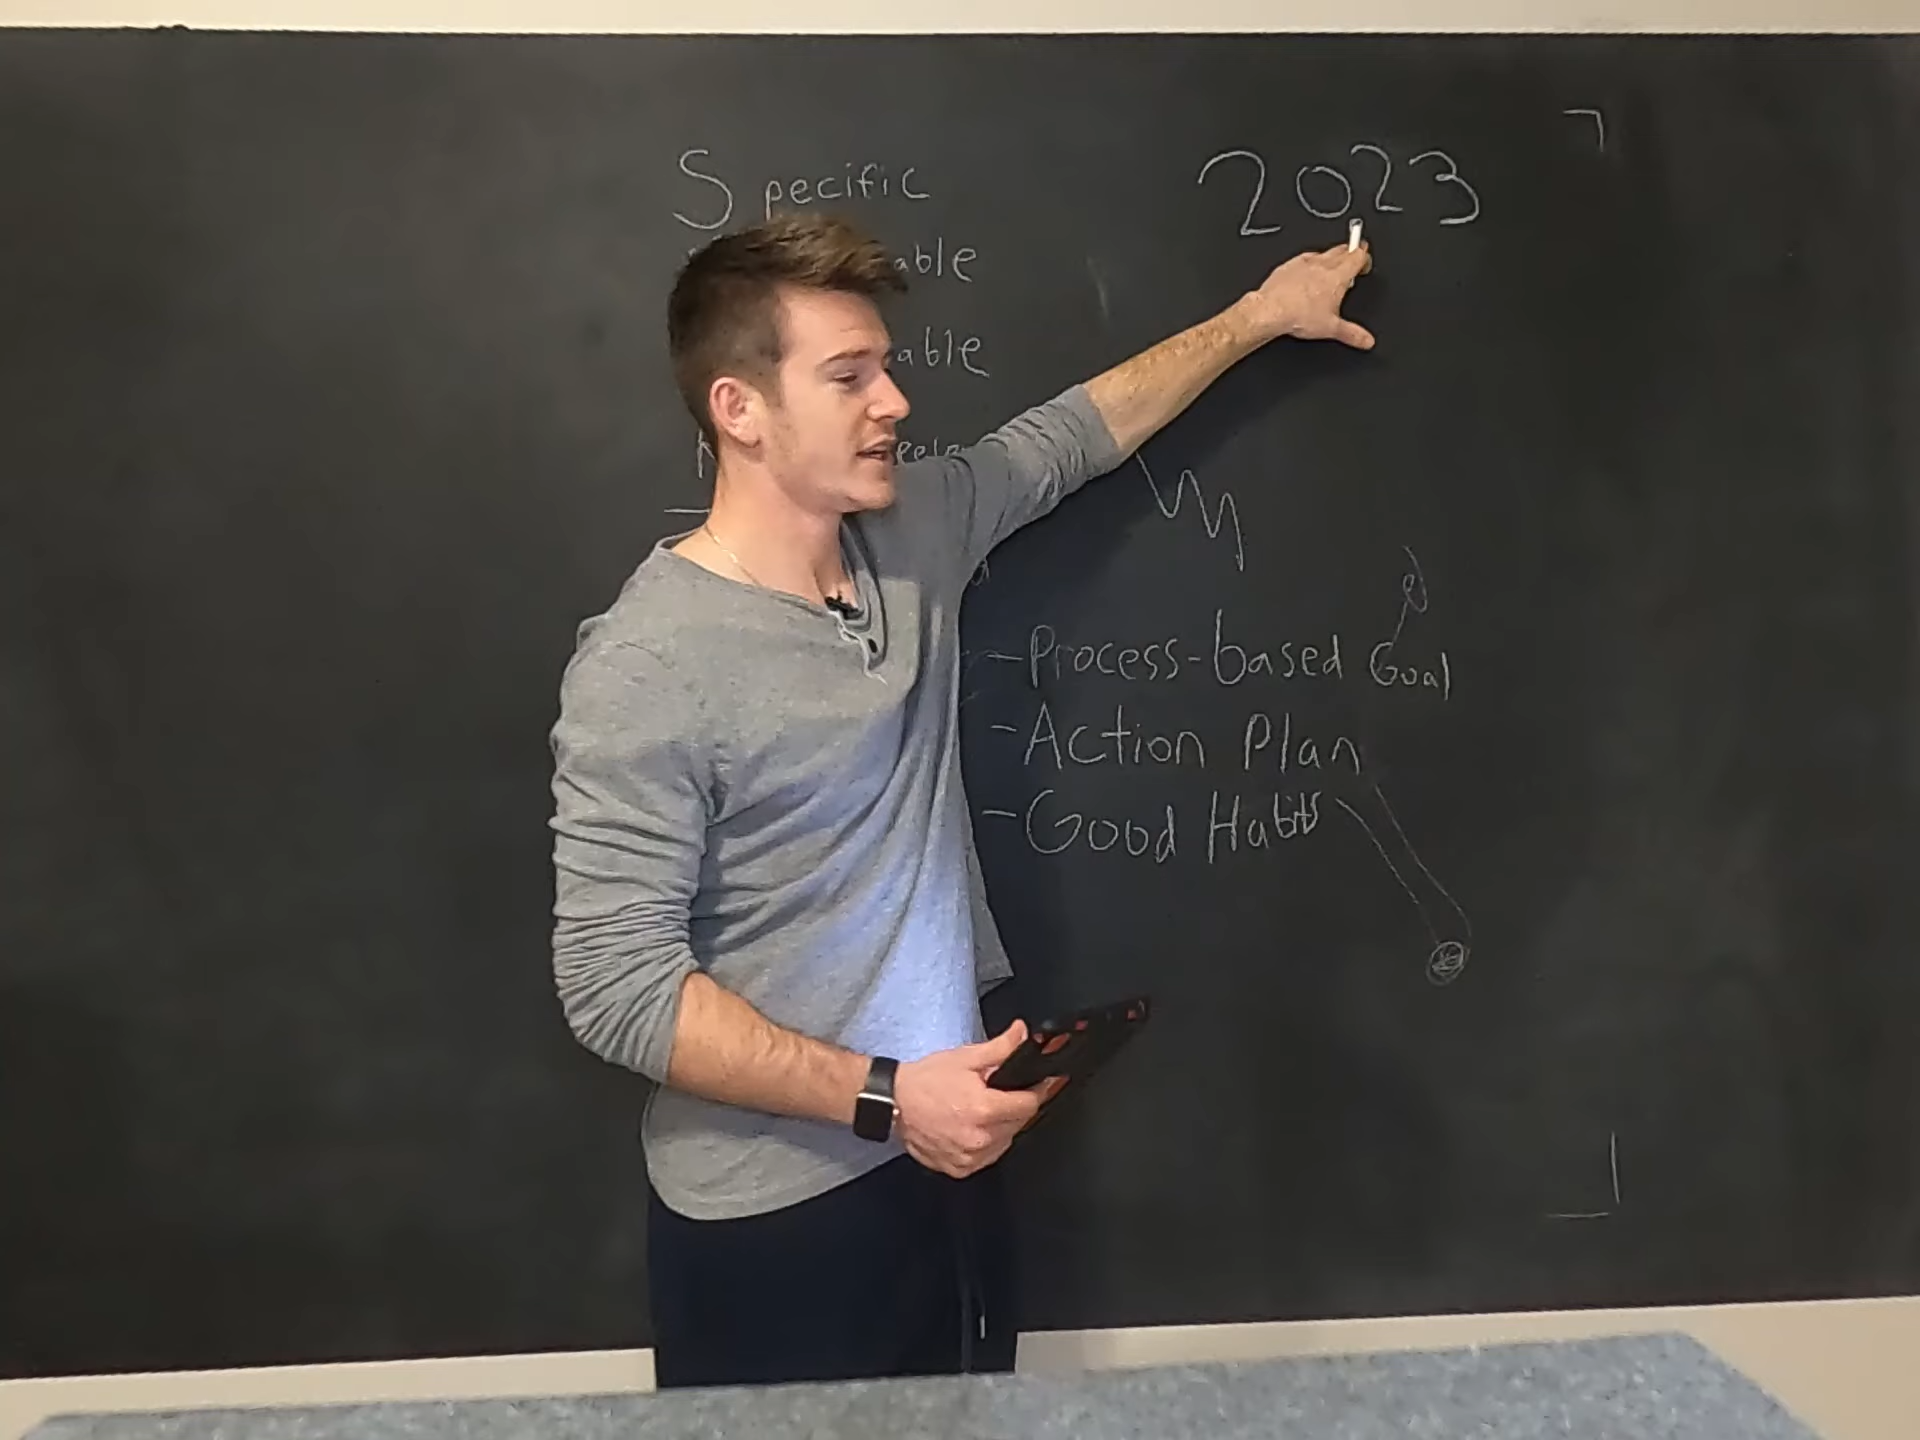 Specific
able
able
2023
-Process-based Goal
-Action Plan
-Good Habits